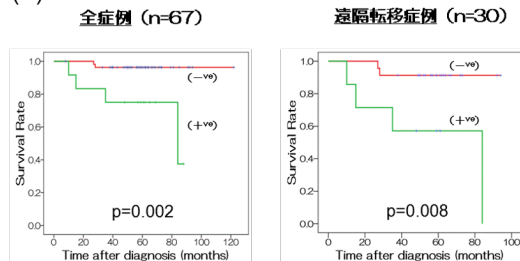 全症例 (n=67)
1.0
0.8
0.6
0.4
0.2
0.0
Survival Rate
(-ve)
(+ve)
p=0.002
0 20 40 60 80 100 120
Time after diagnosis (months)
遠隔転移症例 (n=30)
1.0
0.8
0.6
0.4
0.2
0.0
Survival Rate
(-ve)
(+ve)
p=0.008
0 20 40 60 80 100
Time after diagnosis (months)